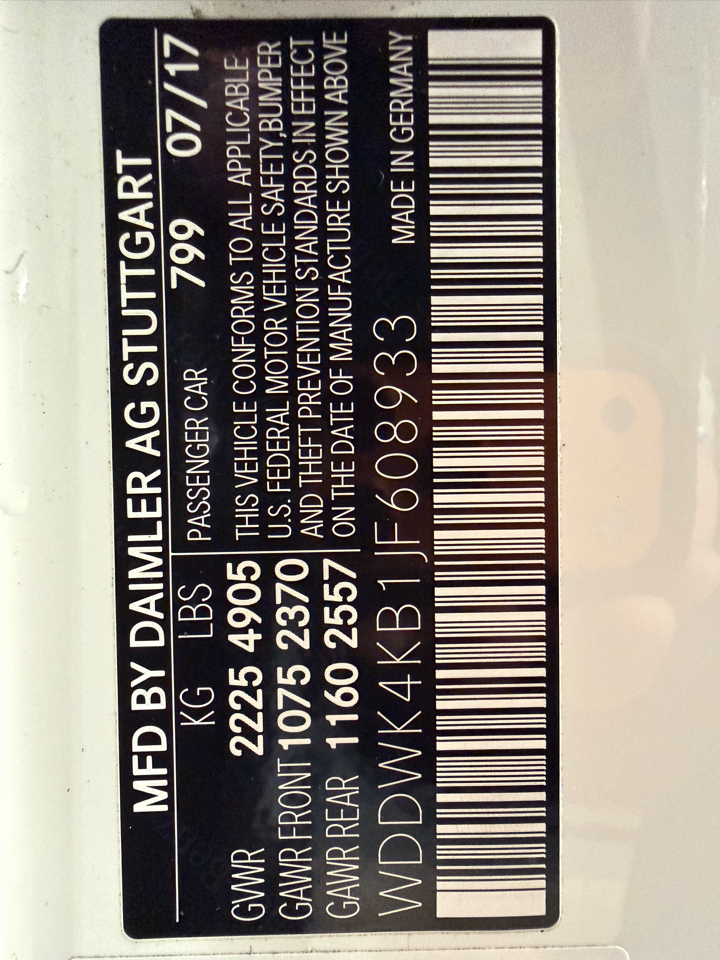 MFD BY DAIMLER AG STUTTGART
KG LBS
GVWR 2225 4905
GAWR FRONT 1075 2370
GAWR REAR 1160 2557
PASSENGER CAR 799 07/17
THIS VEHICLE CONFORMS TO ALL APPLICABLE
U.S. FEDERAL MOTOR VEHICLE SAFETY,BUMPER
AND THEFT PREVENTION STANDARDS IN EFFECT
ON THE DATE OF MANUFACTURE SHOWN ABOVE
WDDWK4KB1JF608933 MADE IN GERMANY